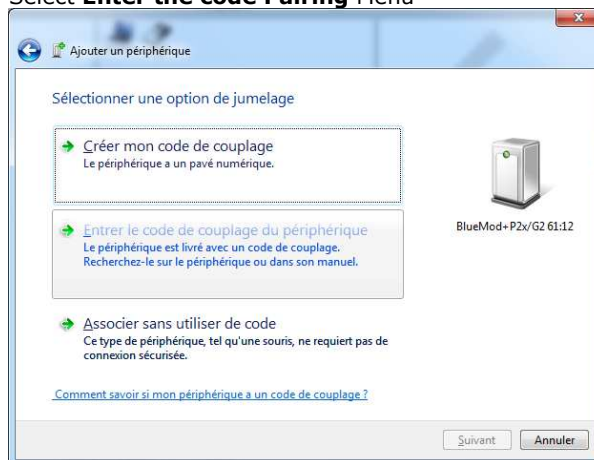 Select Enter the code Pairing Menu
Ajouter un périphérique
Sélectionner une option de jumelage
Créer mon code de couplage
Le périphérique a un pavé numérique.
Entrer le code de couplage du périphérique
Le périphérique est livré avec un code de couplage.
Recherchez-le sur le périphérique ou dans son manuel.
BlueMod+P2x/G2 61:12
Associer sans utiliser de code
Ce type de périphérique, tel qu'une souris, ne requiert pas de
connexion sécurisée.
Comment savoir si mon périphérique a un code de couplage ?
Suivant
Annuler